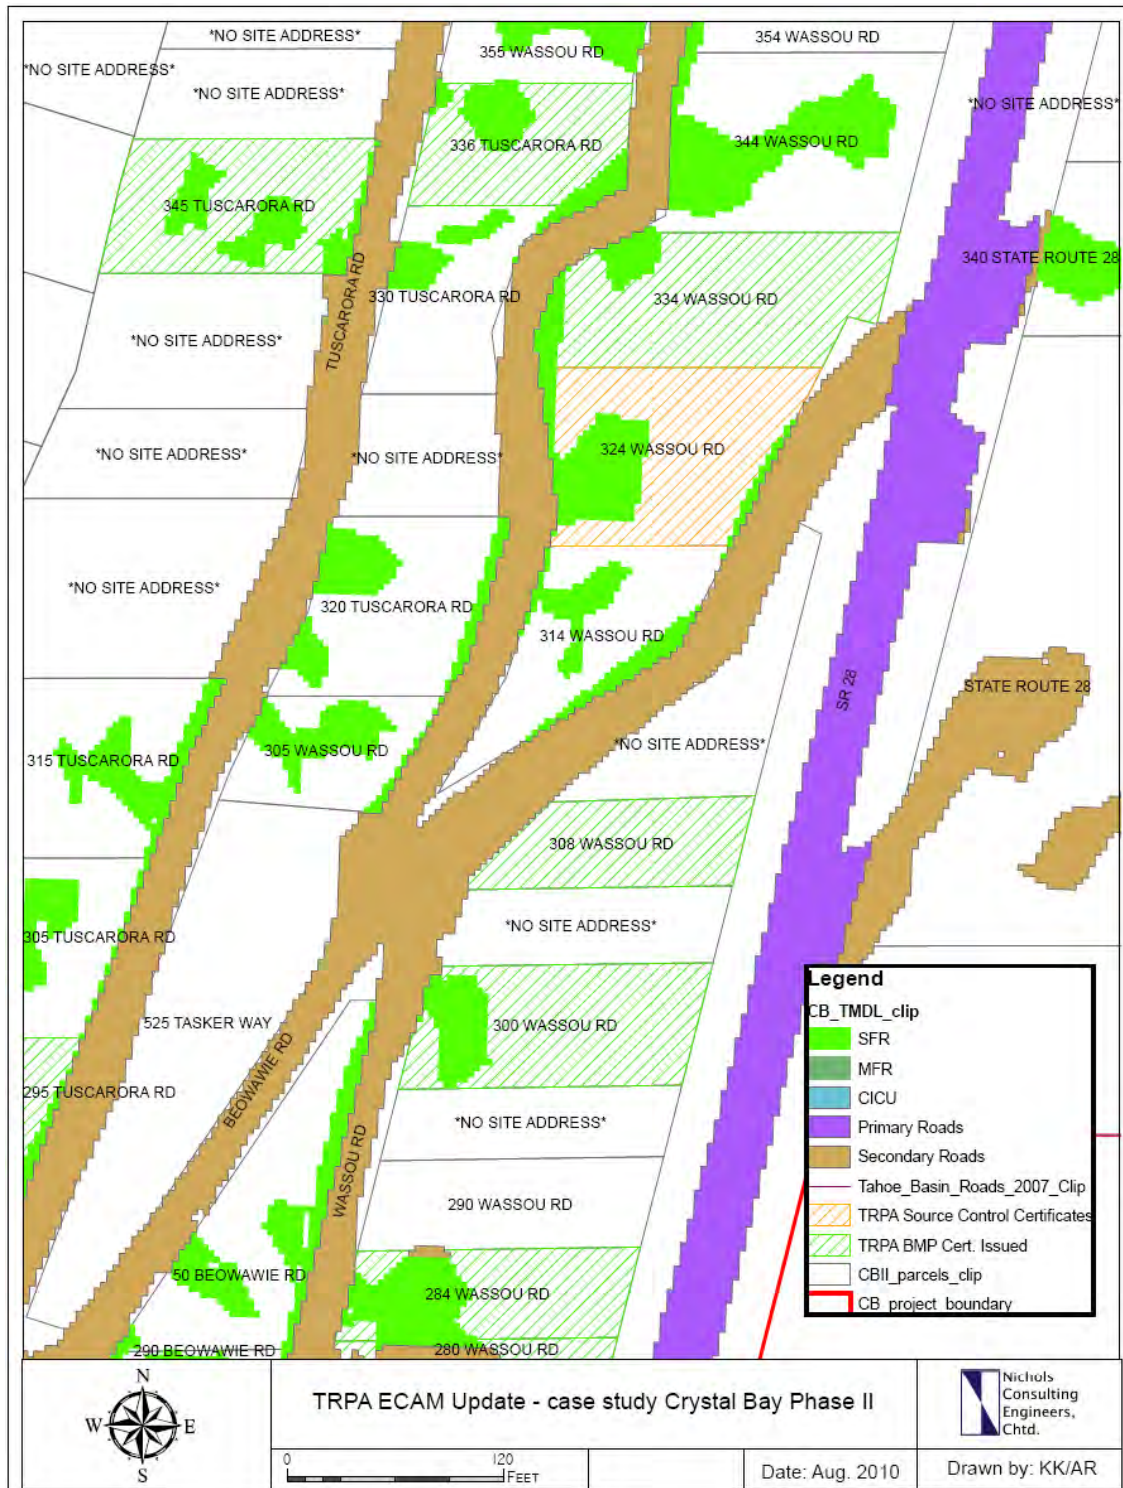 *NO SITE ADDRESS*
355 WASSOU RD
354 WASSOU RD
*NO SITE ADDRESS*
*NO SITE ADDRESS*
*NO SITE ADDRESS*
336 TUSCARORA RD
344 WASSOU RD
345 TUSCARORA RD
340 STATE ROUTE 28
330 TUSCARORA RD
334 WASSOU RD
TUSCARORA RD
*NO SITE ADDRESS*
*NO SITE ADDRESS*
*NO SITE ADDRESS*
324 WASSOU RD
*NO SITE ADDRESS*
320 TUSCARORA RD
314 WASSOU RD
SR 28
STATE ROUTE 28
315 TUSCARORA RD
305 WASSOU RD
*NO SITE ADDRESS*
308 WASSOU RD
*NO SITE ADDRESS*
305 TUSCARORA RD
525 TASKER WAY
300 WASSOU RD
295 TUSCARORA RD
BEOWAWIE RD
*NO SITE ADDRESS*
WASSOU RD
290 WASSOU RD
50 BEOWAWIE RD
284 WASSOU RD
290 BEOWAWIE RD
280 WASSOU RD
Legend
CB_TMDL_clip
SFR
MFR
CICU
Primary Roads
Secondary Roads
Tahoe_Basin_Roads_2007_Clip
TRPA Source Control Certificates
TRPA BMP Cert. Issued
CBII_parcels_clip
CB_project_boundary
N
W
E
S
TRPA ECAM Update - case study Crystal Bay Phase II
0
120
FEET
Date: Aug. 2010
Nichols
Consulting
Engineers,
Chtd.
Drawn by: KK/AR